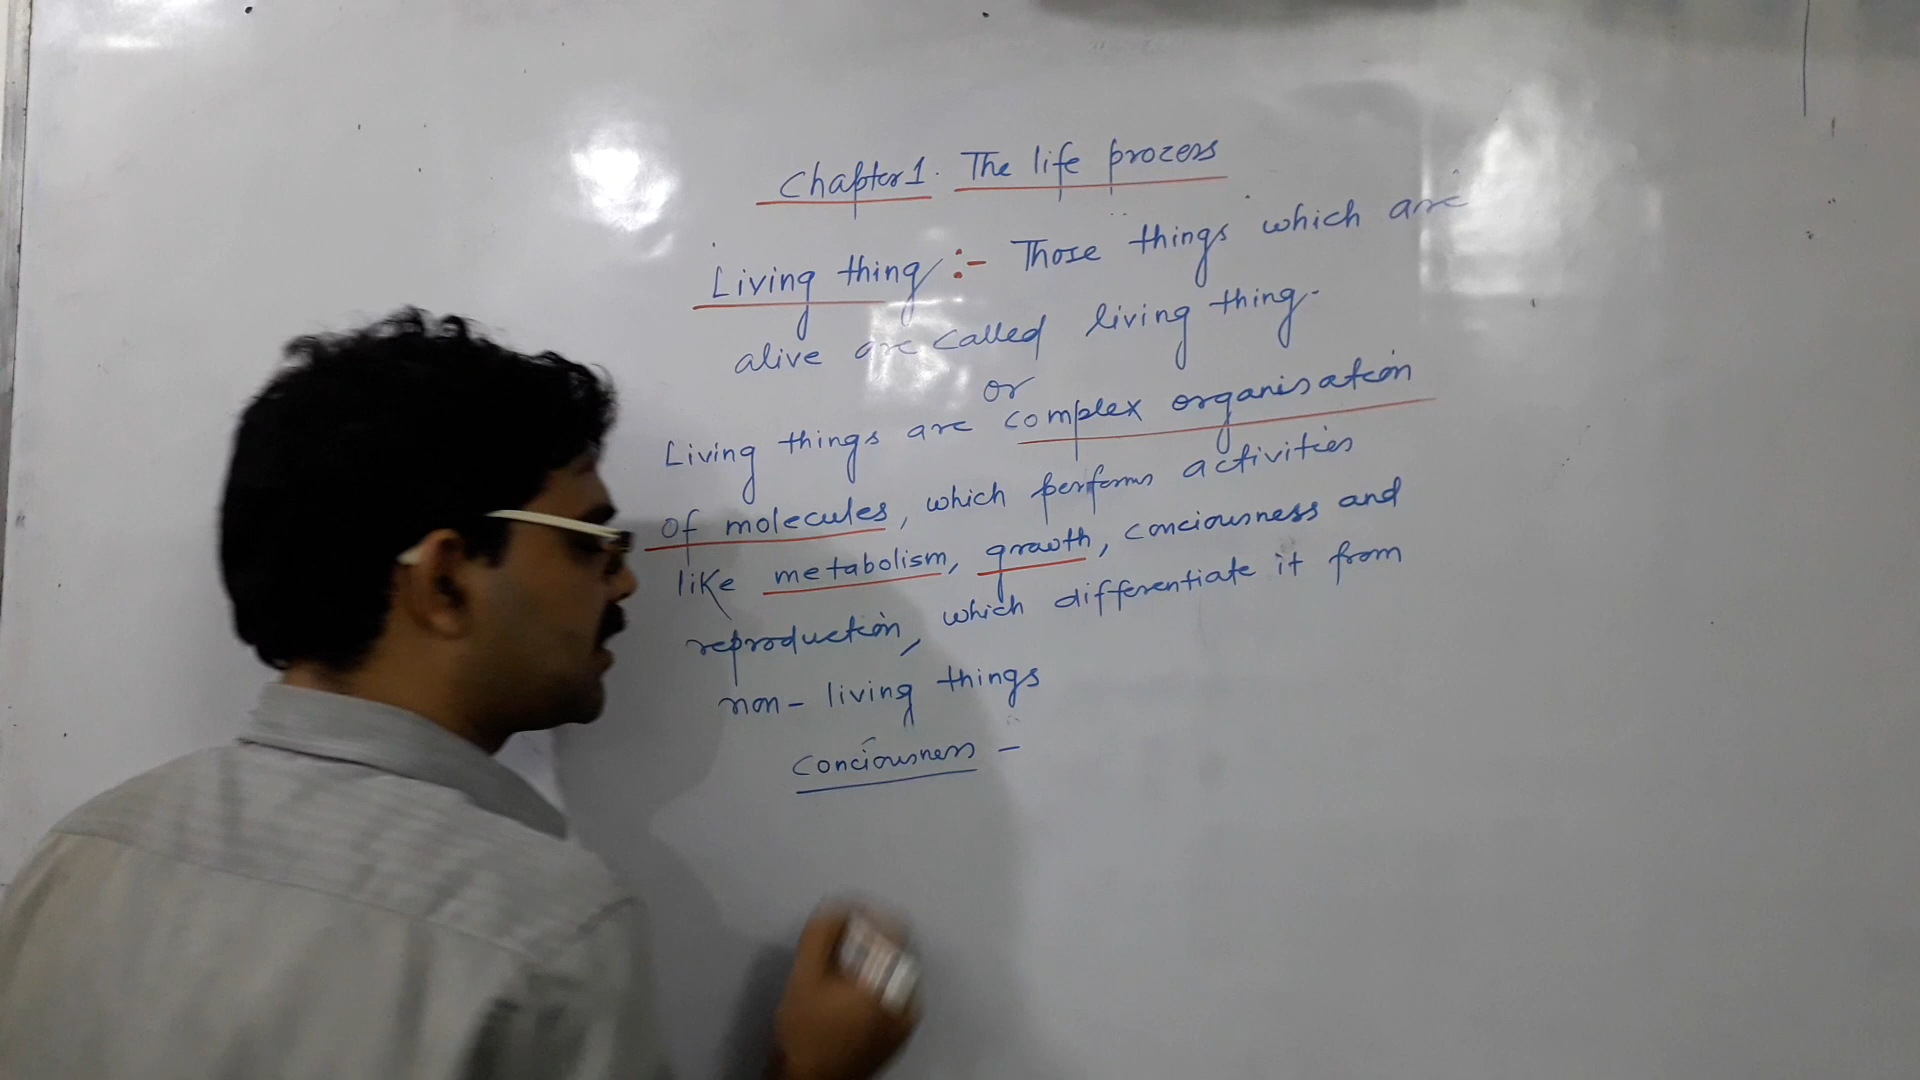 Chapter 1. The life process
Living thing :- Those things which are
alive are called living thing.
or
Living things are complex organisation
of molecules, which performs activities
like metabolism, growth, conciousness and
reproduction, which differentiate it from
non-living things
Conciousness -